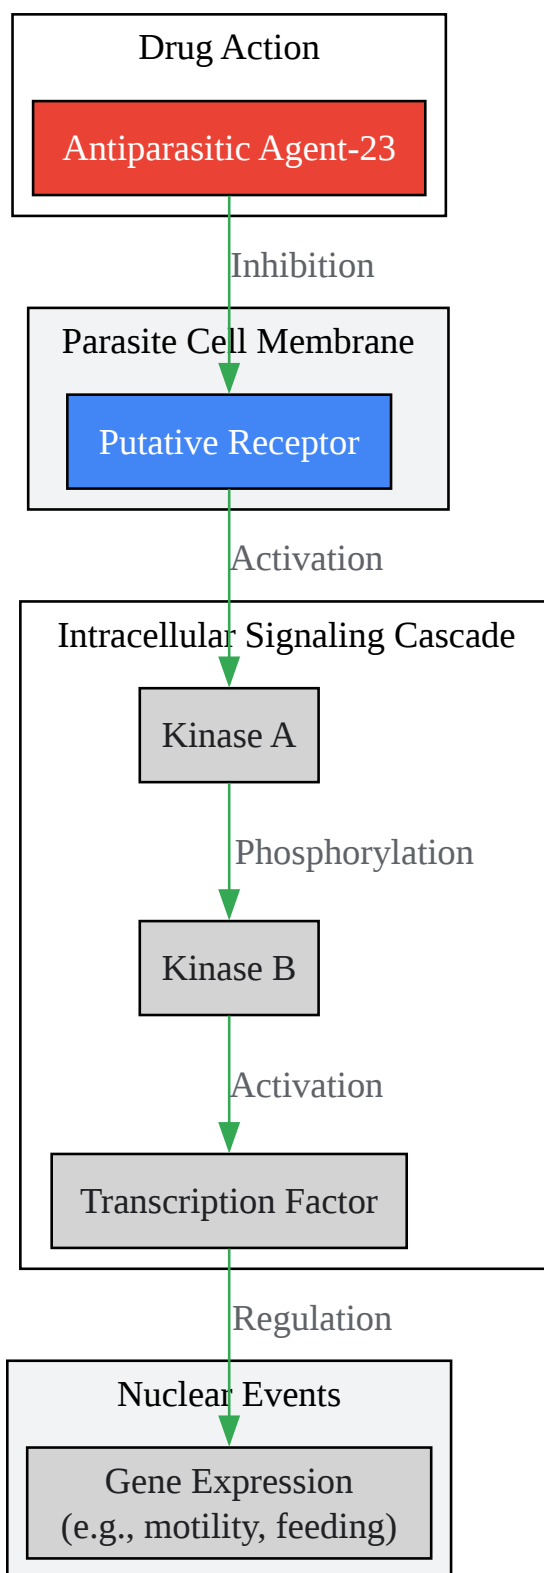 Drug Action
Antiparasitic Agent-23
Inhibition
Parasite Cell Membrane
Putative Receptor
Activation
Intracellular Signaling Cascade
Kinase A
Phosphorylation
Kinase B
Activation
Transcription Factor
Regulation
Nuclear Events
Gene Expression
(e.g., motility, feeding)